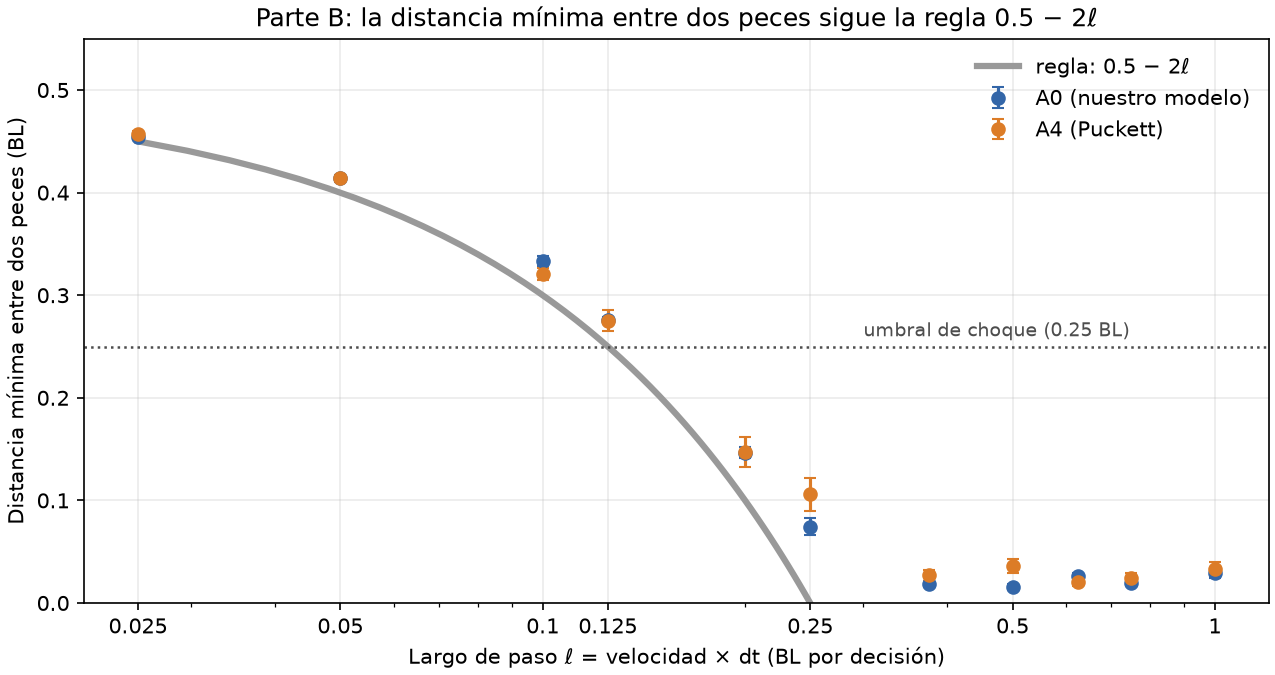 Parte B: la distancia mínima entre dos peces sigue la regla 0.5 − 2ℓ
regla: 0.5 − 2ℓ
A0 (nuestro modelo)
A4 (Puckett)
umbral de choque (0.25 BL)
Distancia mínima entre dos peces (BL)
0.5
0.4
0.3
0.2
0.1
0.0
0.025
0.05
0.1
0.125
0.25
0.5
1
Largo de paso ℓ = velocidad × dt (BL por decisión)